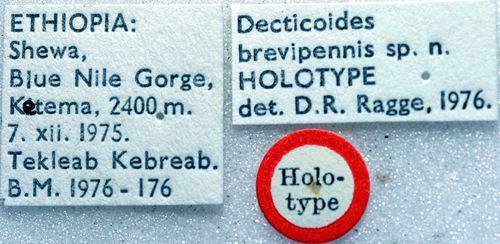 ETHIOPIA:
Shewa,
Blue Nile Gorge,
Ketema, 2400 m.
7. xii. 1975.
Tekleab Kebreab.
B.M. 1976 - 176
Decticoides
brevipennis sp. n.
HOLOTYPE
det. D.R. Ragge, 1976.
Holo-
type